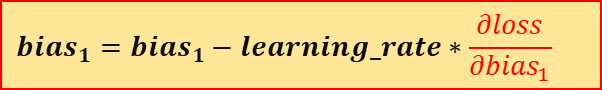 bias₁ = bias₁ − learning_rate * ∂loss/∂bias₁